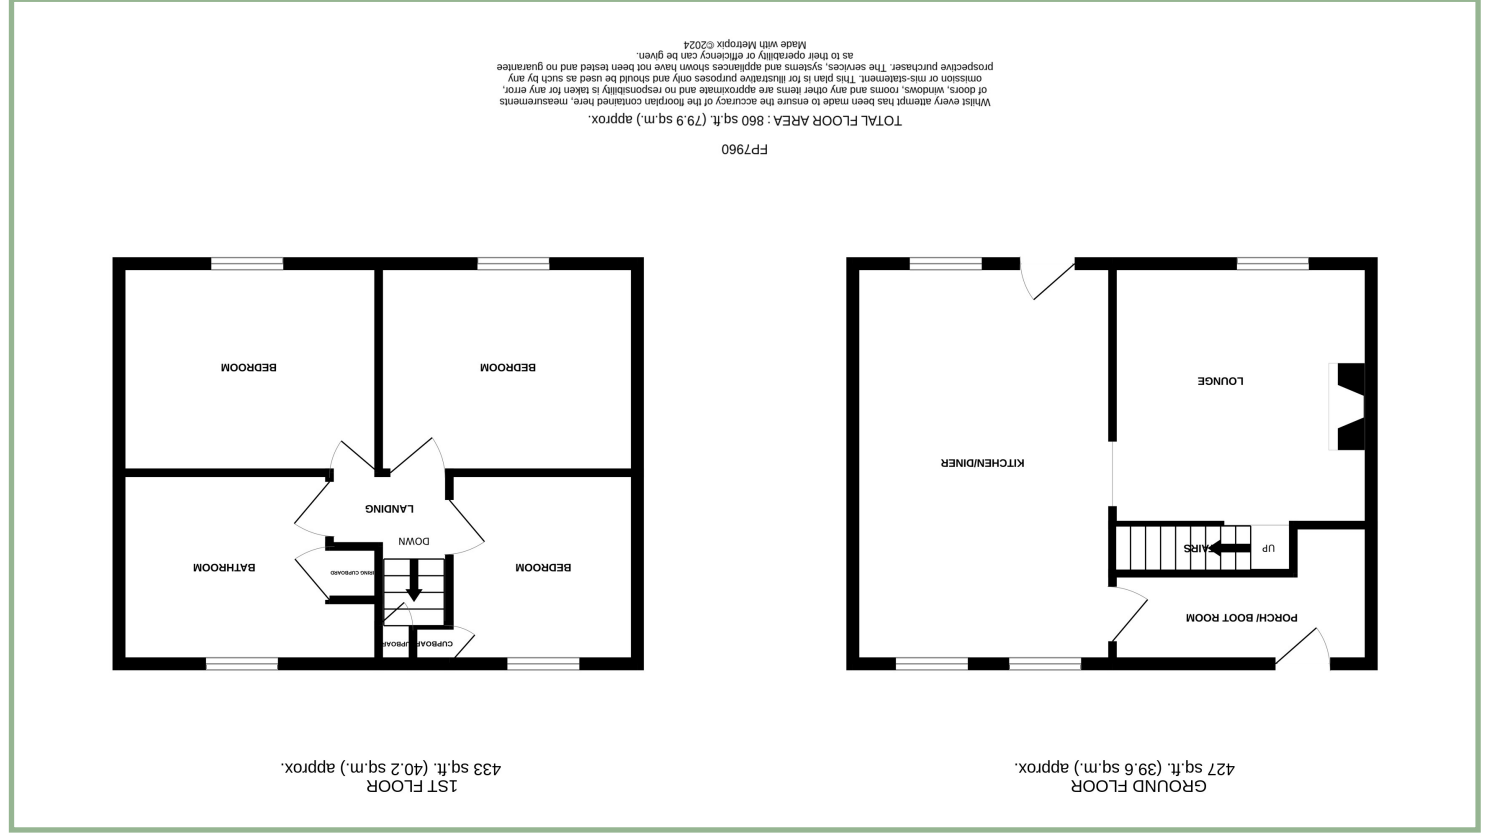 GROUND FLOOR
427 sq.ft. (39.6 sq.m.) approx.
1ST FLOOR
433 sq.ft. (40.2 sq.m.) approx.
PORCH/ BOOT ROOM
UP
KITCHEN/DINER
LOUNGE
CUPBOARD
BEDROOM
BATHROOM
DOWN
LANDING
BEDROOM
BEDROOM
FP7960
TOTAL FLOOR AREA : 860 sq.ft. (79.9 sq.m.) approx.
Whilst every attempt has been made to ensure the accuracy of the floorplan contained here, measurements
of doors, windows, rooms and any other items are approximate and no responsibility is taken for any error,
omission or mis-statement. This plan is for illustrative purposes only and should be used as such by any
prospective purchaser. The services, systems and appliances shown have not been tested and no guarantee
as to their operability or efficiency can be given.
Made with Metropix ©2024